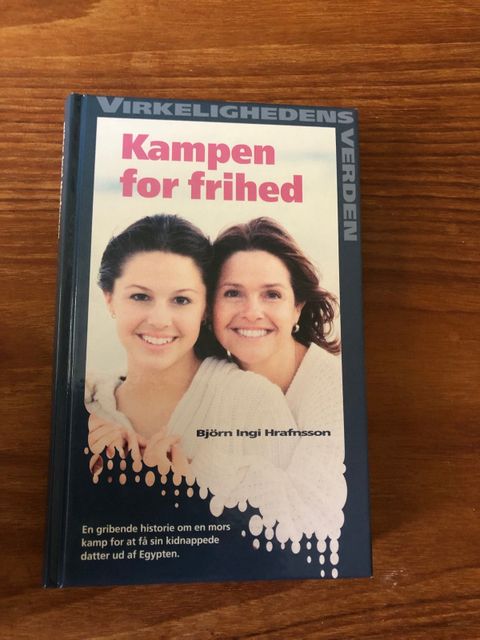 VIRKELIGHEDENS
VERDEN
Kampen
for frihed
Björn Ingi Hrafnsson
En gribende historie om en mors
kamp for at få sin kidnappede
datter ud af Egypten.